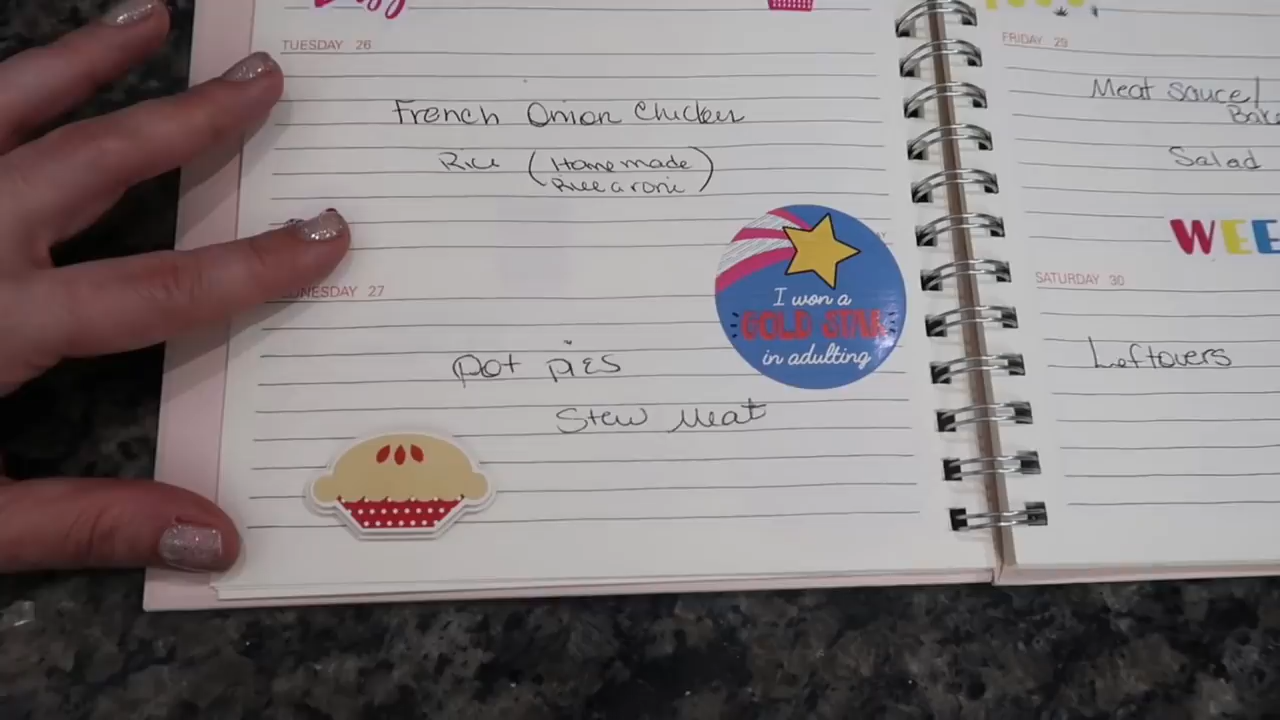 TUESDAY 26
French Onion Chicken
Rice (Homemade
Rice a roni)
WEDNESDAY 27
I won a
GOLD STAR
in adulting
Pot pies
Stew Meat
FRIDAY 29
Meat Sauce/
Salad
WEE
SATURDAY 30
Leftovers